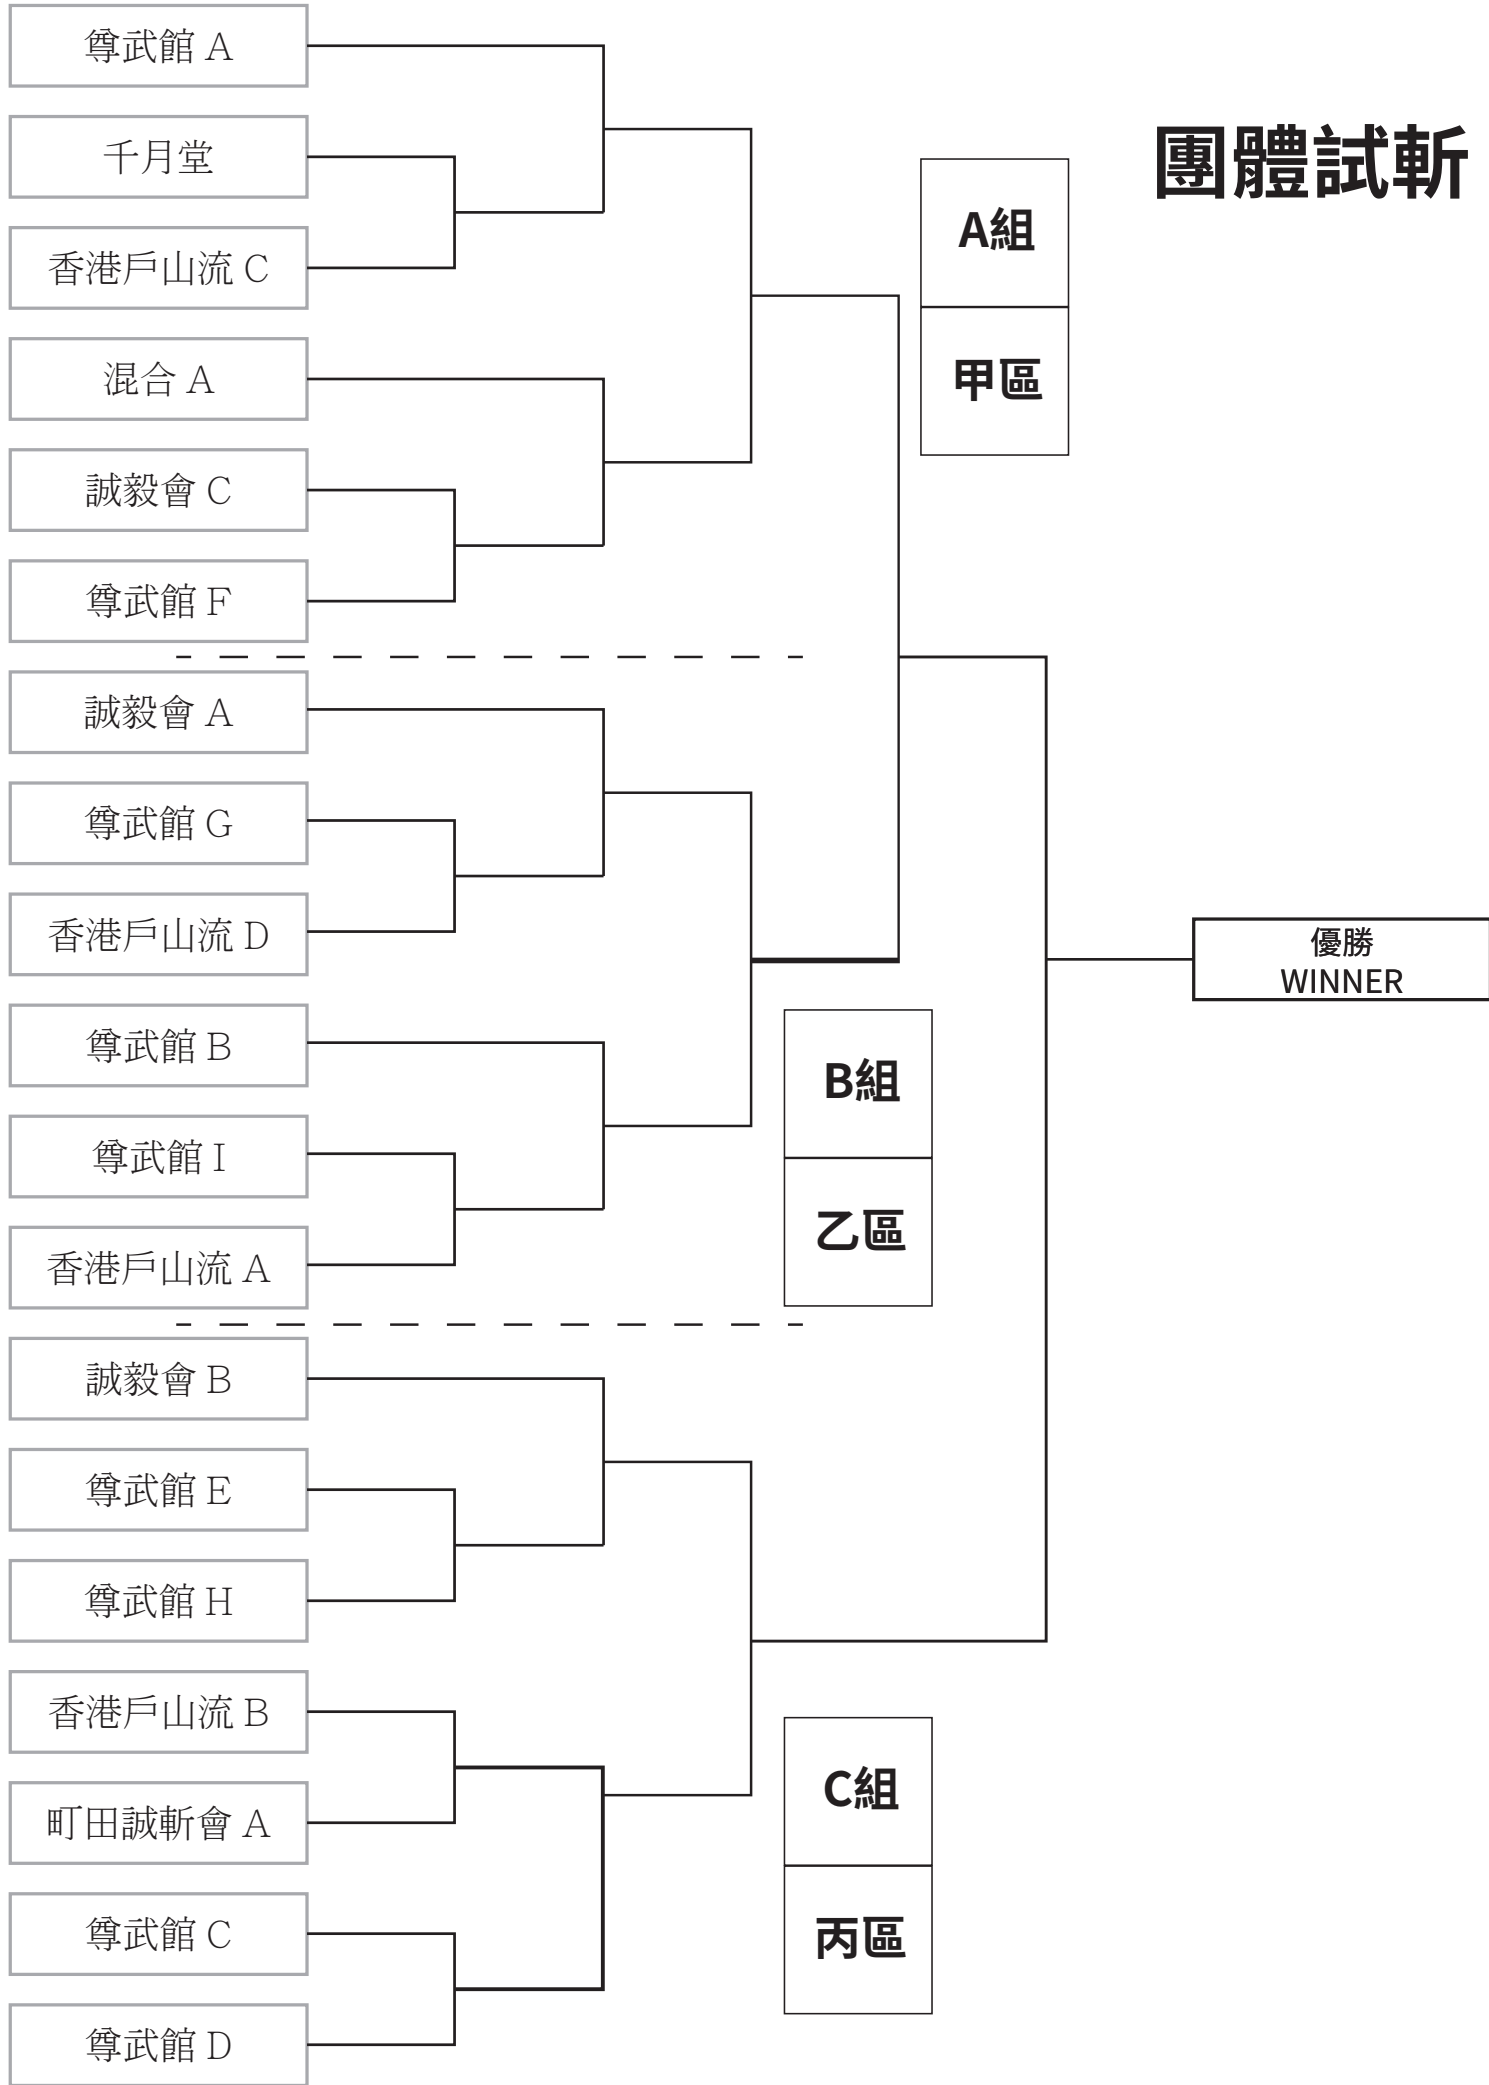 團體試斬
尊武館 A
千月堂
香港戶山流 C
混合 A
誠毅會 C
尊武館 F
A組
甲區
誠毅會 A
尊武館 G
香港戶山流 D
尊武館 B
尊武館 I
香港戶山流 A
B組
乙區
誠毅會 B
尊武館 E
尊武館 H
香港戶山流 B
町田誠斬會 A
尊武館 C
尊武館 D
C組
丙區
優勝
WINNER